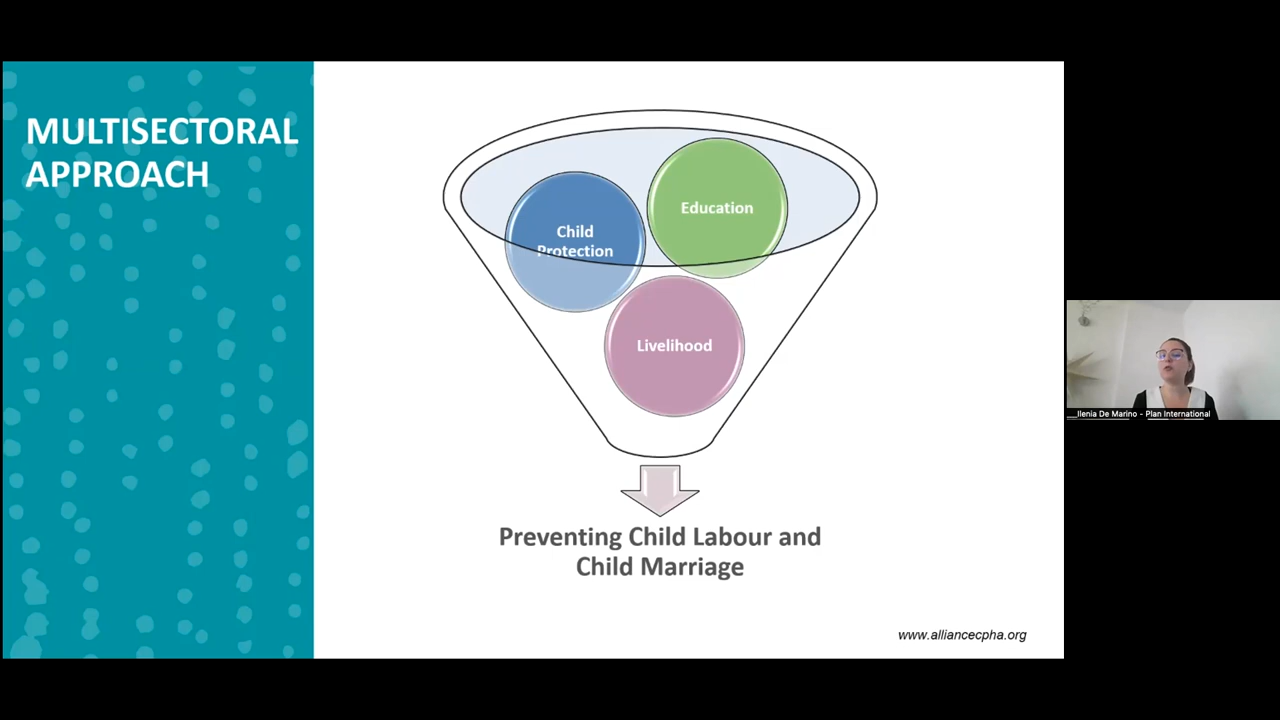 MULTISECTORAL
APPROACH
Education
Child
Protection
Livelihood
Preventing Child Labour and
Child Marriage
www.alliancecpha.org
Ilenia De Marino - Plan International